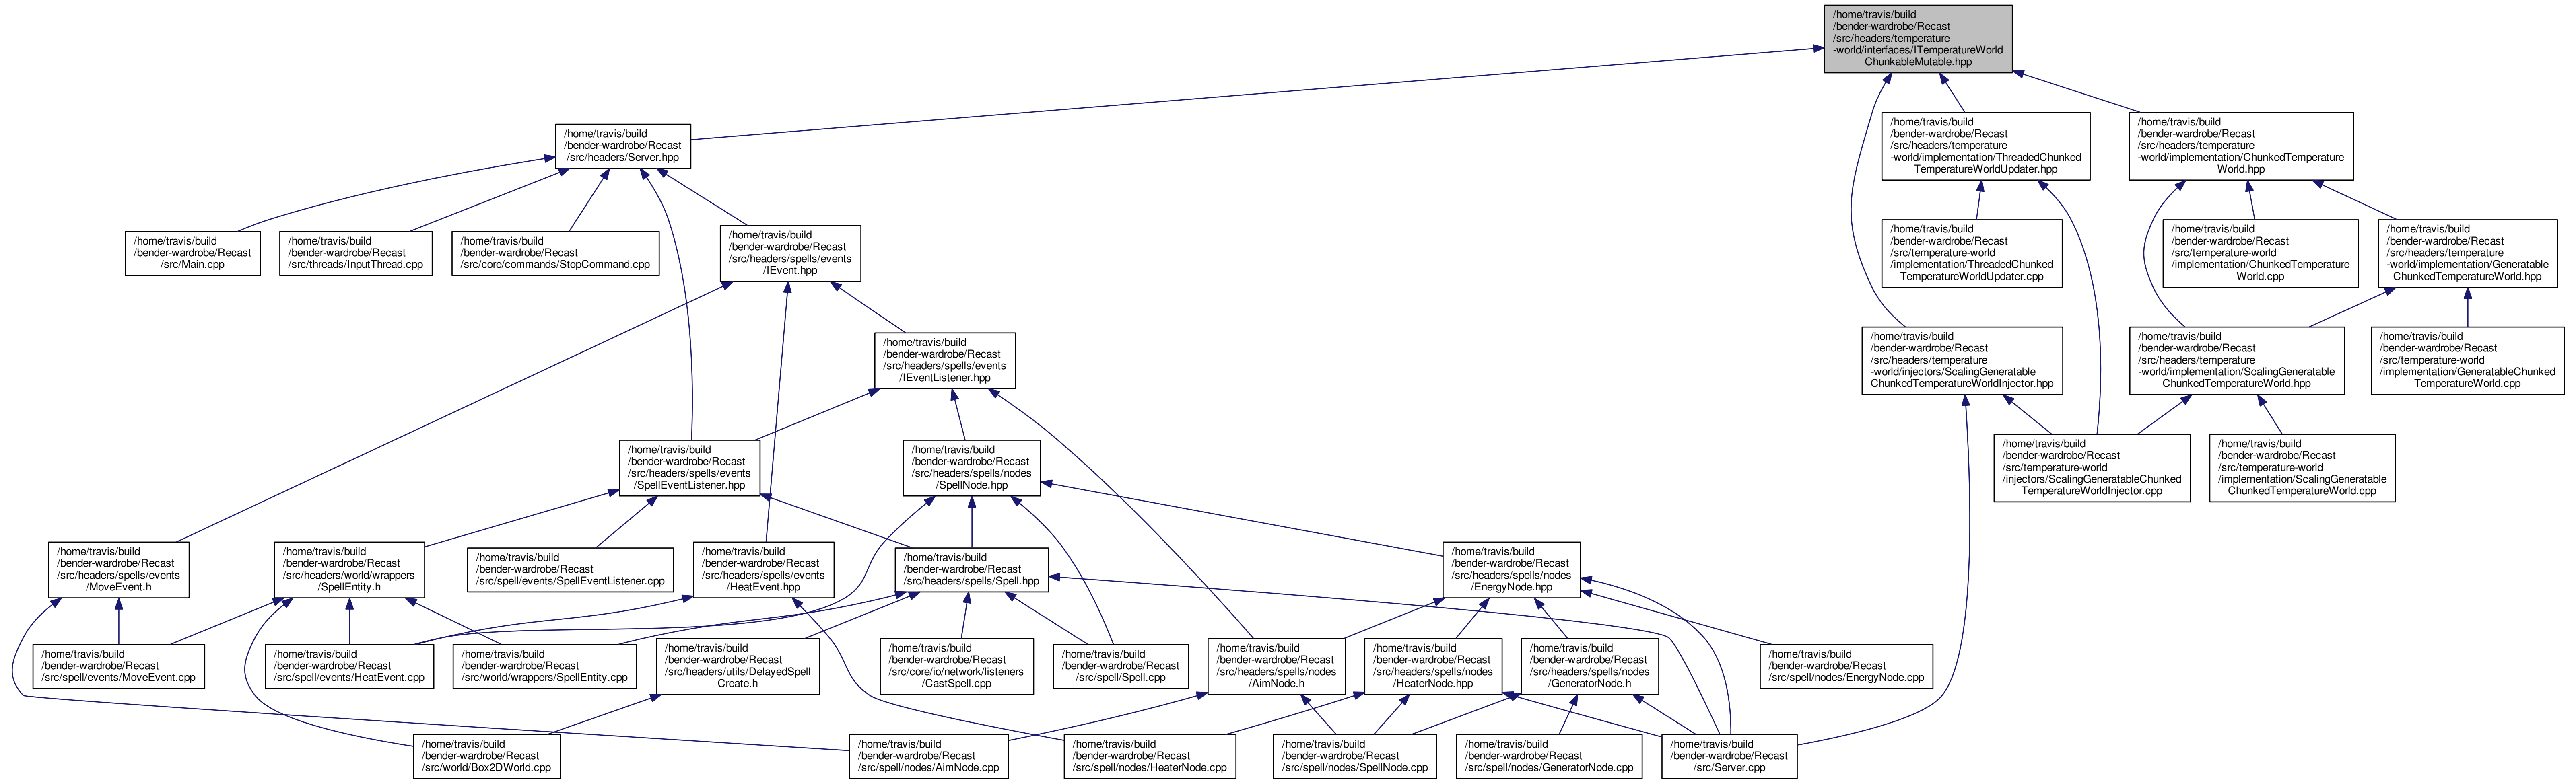 /home/travis/build
/bender-wardrobe/Recast
/src/headers/temperature
-world/interfaces/ITemperatureWorld
ChunkableMutable.hpp
/home/travis/build
/bender-wardrobe/Recast
/src/headers/Server.hpp
/home/travis/build
/bender-wardrobe/Recast
/src/headers/temperature
-world/implementation/ThreadedChunked
TemperatureWorldUpdater.hpp
/home/travis/build
/bender-wardrobe/Recast
/src/headers/temperature
-world/implementation/ChunkedTemperature
World.hpp
/home/travis/build
/bender-wardrobe/Recast
/src/Main.cpp
/home/travis/build
/bender-wardrobe/Recast
/src/threads/InputThread.cpp
/home/travis/build
/bender-wardrobe/Recast
/src/core/commands/StopCommand.cpp
/home/travis/build
/bender-wardrobe/Recast
/src/headers/spells/events
/IEvent.hpp
/home/travis/build
/bender-wardrobe/Recast
/src/temperature-world
/implementation/ThreadedChunked
TemperatureWorldUpdater.cpp
/home/travis/build
/bender-wardrobe/Recast
/src/temperature-world
/implementation/ChunkedTemperature
World.cpp
/home/travis/build
/bender-wardrobe/Recast
/src/headers/temperature
-world/implementation/Generatable
ChunkedTemperatureWorld.hpp
/home/travis/build
/bender-wardrobe/Recast
/src/headers/spells/events
/IEventListener.hpp
/home/travis/build
/bender-wardrobe/Recast
/src/headers/temperature
-world/injectors/ScalingGeneratable
ChunkedTemperatureWorldInjector.hpp
/home/travis/build
/bender-wardrobe/Recast
/src/headers/temperature
-world/implementation/ScalingGeneratable
ChunkedTemperatureWorld.hpp
/home/travis/build
/bender-wardrobe/Recast
/src/temperature-world
/implementation/GeneratableChunked
TemperatureWorld.cpp
/home/travis/build
/bender-wardrobe/Recast
/src/headers/spells/events
/SpellEventListener.hpp
/home/travis/build
/bender-wardrobe/Recast
/src/headers/spells/nodes
/SpellNode.hpp
/home/travis/build
/bender-wardrobe/Recast
/src/temperature-world
/injectors/ScalingGeneratableChunked
TemperatureWorldInjector.cpp
/home/travis/build
/bender-wardrobe/Recast
/src/temperature-world
/implementation/ScalingGeneratable
ChunkedTemperatureWorld.cpp
/home/travis/build
/bender-wardrobe/Recast
/src/headers/spells/events
/MoveEvent.h
/home/travis/build
/bender-wardrobe/Recast
/src/headers/world/wrappers
/SpellEntity.h
/home/travis/build
/bender-wardrobe/Recast
/src/spell/events/SpellEventListener.cpp
/home/travis/build
/bender-wardrobe/Recast
/src/headers/spells/events
/HeatEvent.hpp
/home/travis/build
/bender-wardrobe/Recast
/src/headers/spells/Spell.hpp
/home/travis/build
/bender-wardrobe/Recast
/src/headers/spells/nodes
/EnergyNode.hpp
/home/travis/build
/bender-wardrobe/Recast
/src/spell/events/MoveEvent.cpp
/home/travis/build
/bender-wardrobe/Recast
/src/spell/events/HeatEvent.cpp
/home/travis/build
/bender-wardrobe/Recast
/src/world/wrappers/SpellEntity.cpp
/home/travis/build
/bender-wardrobe/Recast
/src/headers/utils/DelayedSpell
Create.h
/home/travis/build
/bender-wardrobe/Recast
/src/core/io/network/listeners
/CastSpell.cpp
/home/travis/build
/bender-wardrobe/Recast
/src/spell/Spell.cpp
/home/travis/build
/bender-wardrobe/Recast
/src/headers/spells/nodes
/AimNode.h
/home/travis/build
/bender-wardrobe/Recast
/src/headers/spells/nodes
/HeaterNode.hpp
/home/travis/build
/bender-wardrobe/Recast
/src/headers/spells/nodes
/GeneratorNode.h
/home/travis/build
/bender-wardrobe/Recast
/src/spell/nodes/EnergyNode.cpp
/home/travis/build
/bender-wardrobe/Recast
/src/world/Box2DWorld.cpp
/home/travis/build
/bender-wardrobe/Recast
/src/spell/nodes/AimNode.cpp
/home/travis/build
/bender-wardrobe/Recast
/src/spell/nodes/HeaterNode.cpp
/home/travis/build
/bender-wardrobe/Recast
/src/spell/nodes/SpellNode.cpp
/home/travis/build
/bender-wardrobe/Recast
/src/spell/nodes/GeneratorNode.cpp
/home/travis/build
/bender-wardrobe/Recast
/src/Server.cpp